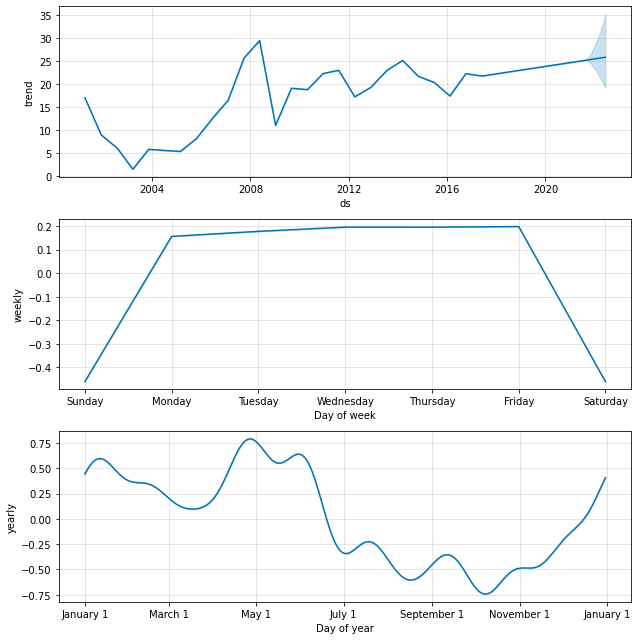 35
30
25
20
15
10
5
0
trend
2004 2008 2012 2016 2020
ds
0.2
0.1
0.0
−0.1
−0.2
−0.3
−0.4
weekly
Sunday Monday Tuesday Wednesday Thursday Friday Saturday
Day of week
0.75
0.50
0.25
0.00
−0.25
−0.50
−0.75
yearly
January 1 March 1 May 1 July 1 September 1 November 1 January 1
Day of year